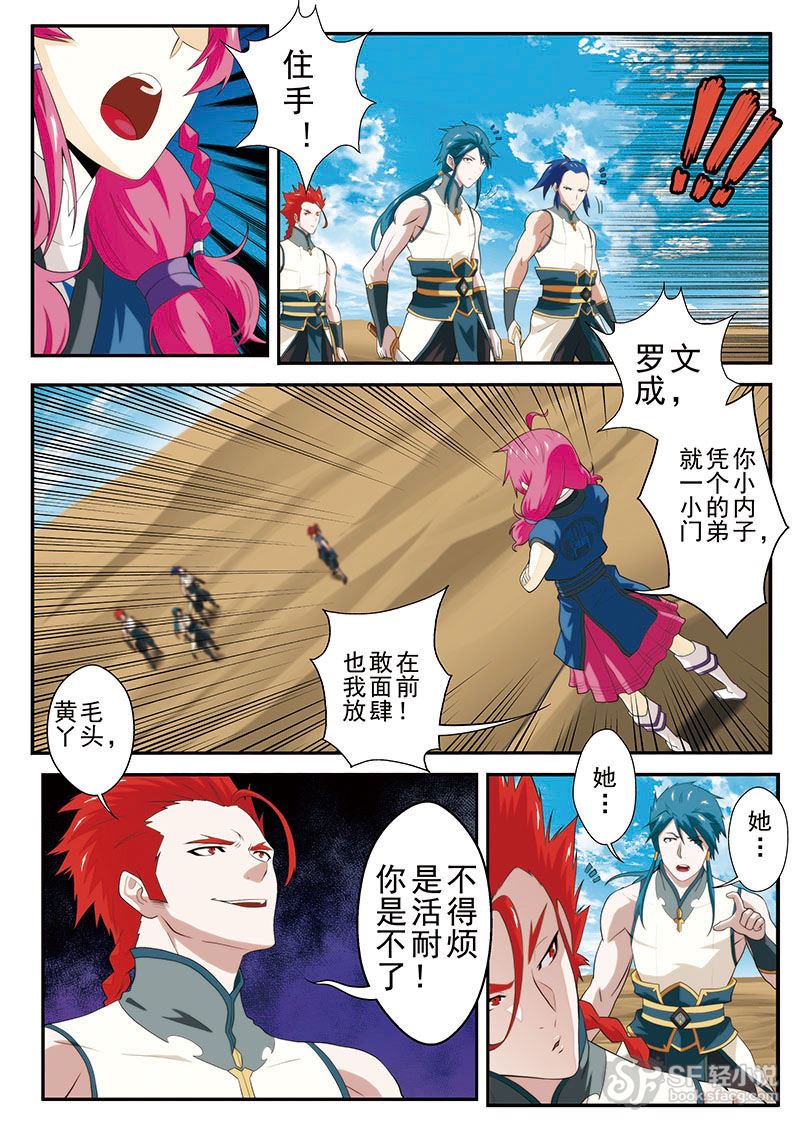 住
手
！
!!!
罗文
成，
就凭你
一个小
小的内
门弟子，
也敢在
我面前
放肆！
黄毛
丫头，
你是不
是活得
不耐烦
了！
她
…
她
…
SF轻小说
book.sfacg.com